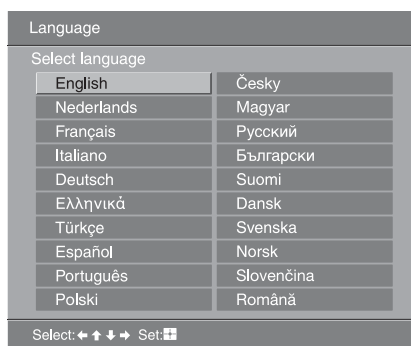 Language
Select language
English
Nederlands
Français
Italiano
Deutsch
Ελληνικά
Türkçe
Español
Português
Polski
Česky
Magyar
Русский
Български
Suomi
Dansk
Svenska
Norsk
Slovenčina
Română
Select: ← ↑ ↓ → Set: